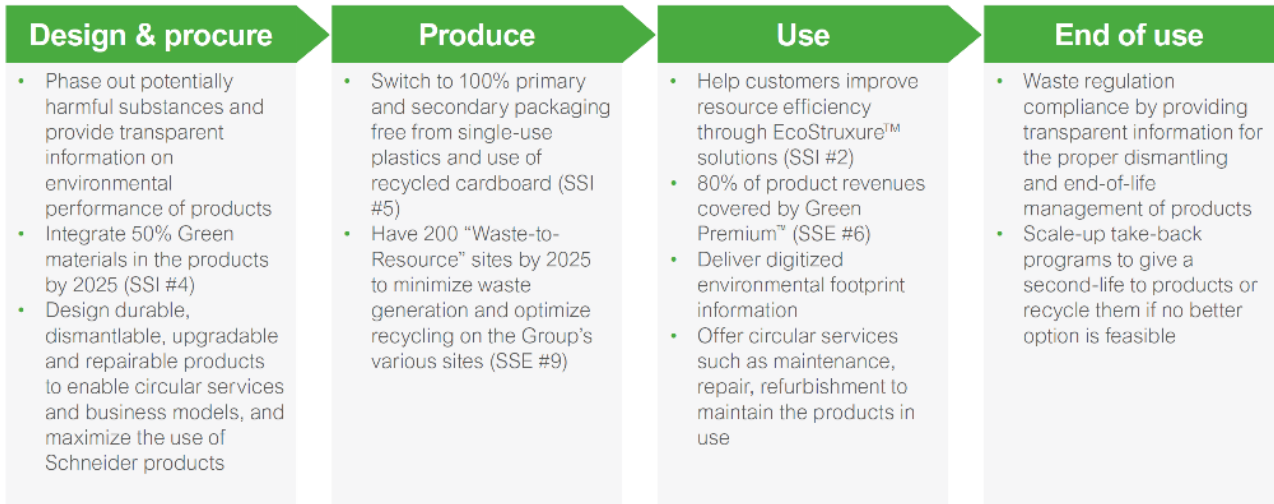 Design & procure
• Phase out potentially
harmful substances and
provide transparent
information on
environmental
performance of products
• Integrate 50% Green
materials in the products
by 2025 (SSI #4)
• Design durable,
dismantlable, upgradable
and repairable products
to enable circular services
and business models, and
maximize the use of
Schneider products
Produce
• Switch to 100% primary
and secondary packaging
free from single-use
plastics and use of
recycled cardboard (SSI
#5)
• Have 200 “Waste-to-
Resource” sites by 2025
to minimize waste
generation and optimize
recycling on the Group’s
various sites (SSE #9)
Use
• Help customers improve
resource efficiency
through EcoStruxure™
solutions (SSI #2)
• 80% of product revenues
covered by Green
Premium™ (SSE #6)
• Deliver digitized
environmental footprint
information
• Offer circular services
such as maintenance,
repair, refurbishment to
maintain the products in
use
End of use
• Waste regulation
compliance by providing
transparent information for
the proper dismantling
and end-of-life
management of products
• Scale-up take-back
programs to give a
second-life to products or
recycle them if no better
option is feasible